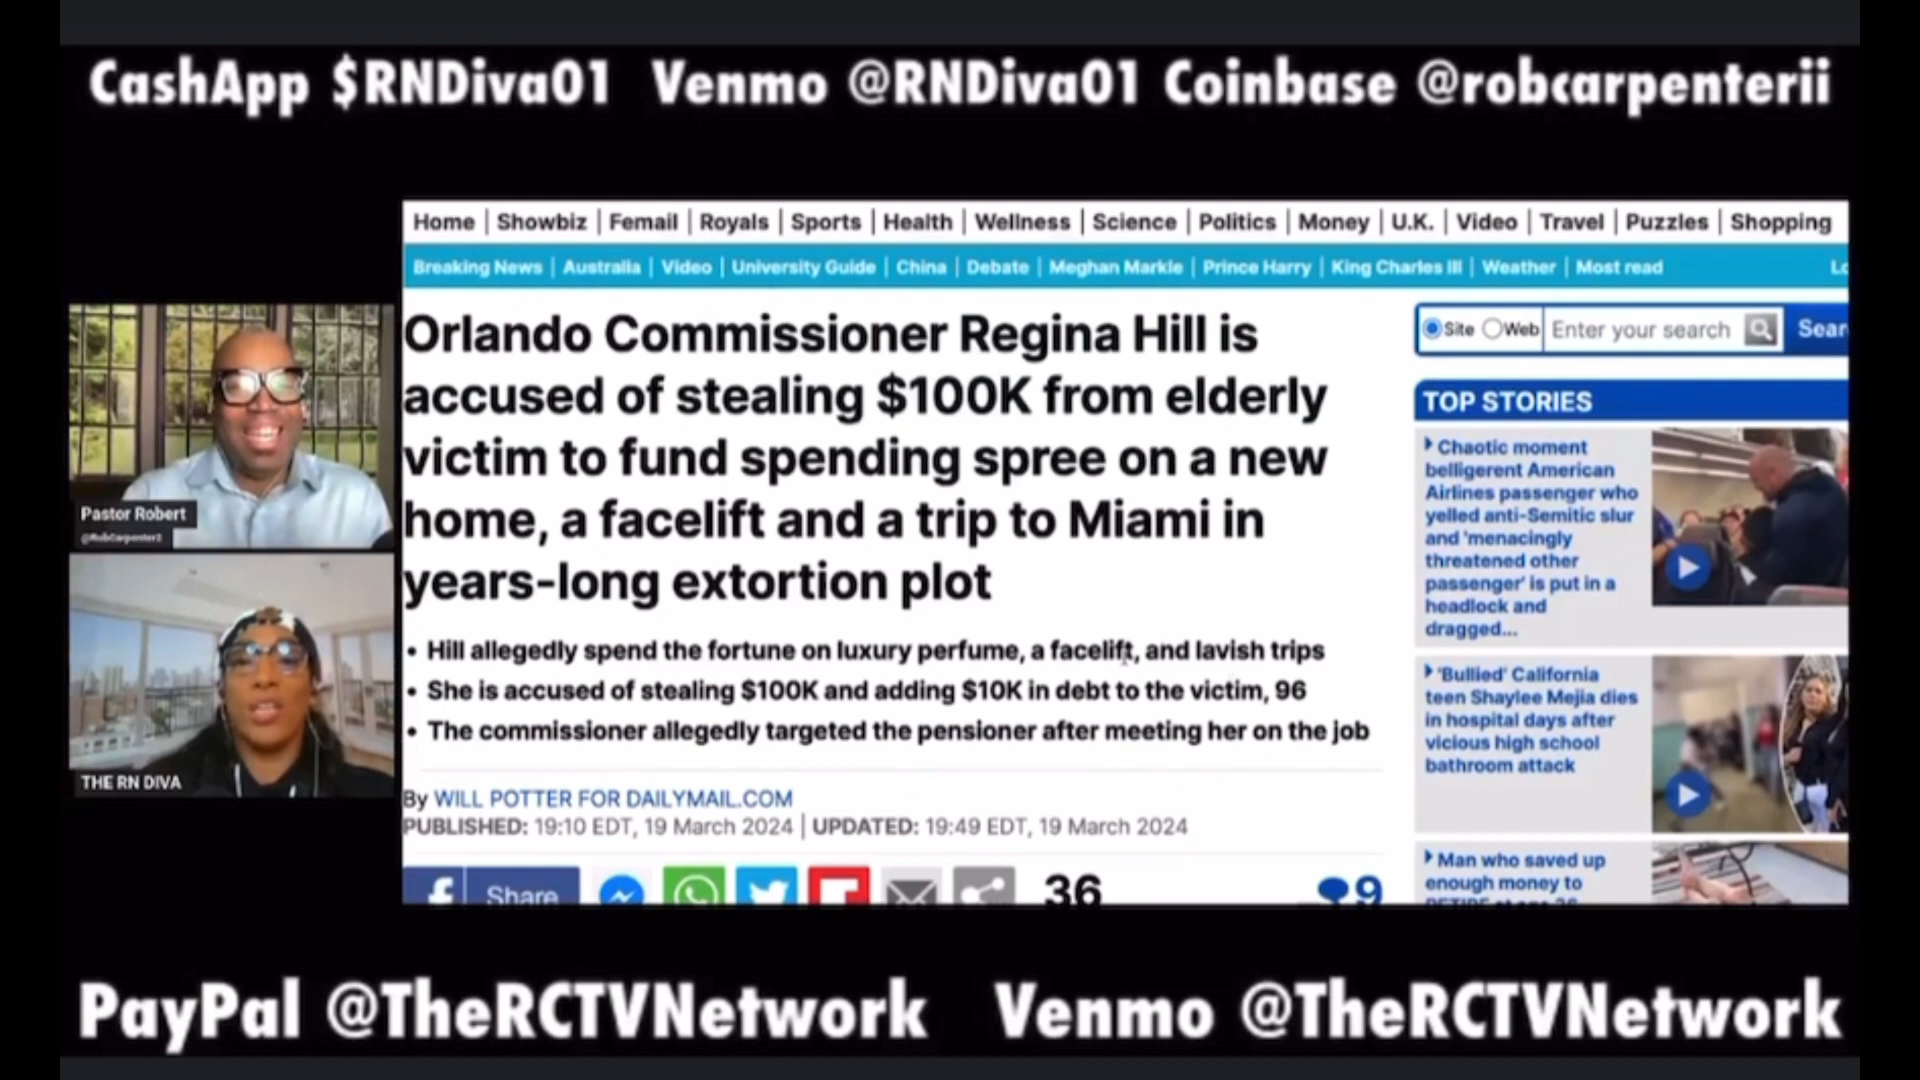 CashApp $RNDiva01 Venmo @RNDiva01 Coinbase @robcarpenterii
Home | Showbiz | Femail | Royals | Sports | Health | Wellness | Science | Politics | Money | U.K. | Video | Travel | Puzzles | Shopping
Breaking News | Australia | Video | University Guide | China | Debate | Meghan Markle | Prince Harry | King Charles III | Weather | Most read
Orlando Commissioner Regina Hill is
accused of stealing $100K from elderly
victim to fund spending spree on a new
home, a facelift and a trip to Miami in
years-long extortion plot
• Hill allegedly spend the fortune on luxury perfume, a facelift, and lavish trips
• She is accused of stealing $100K and adding $10K in debt to the victim, 96
• The commissioner allegedly targeted the pensioner after meeting her on the job
By WILL POTTER FOR DAILYMAIL.COM
PUBLISHED: 19:10 EDT, 19 March 2024 | UPDATED: 19:49 EDT, 19 March 2024
Share
36
9
Site Web Enter your search
TOP STORIES
Chaotic moment
belligerent American
Airlines passenger who
yelled anti-Semitic slur
and 'menacingly
threatened other
passenger' is put in a
headlock and
dragged...
'Bullied' California
teen Shaylee Mejia dies
in hospital days after
vicious high school
bathroom attack
Man who saved up
enough money to
Pastor Robert
THE RN DIVA
PayPal @TheRCTVNetwork Venmo @TheRCTVNetwork